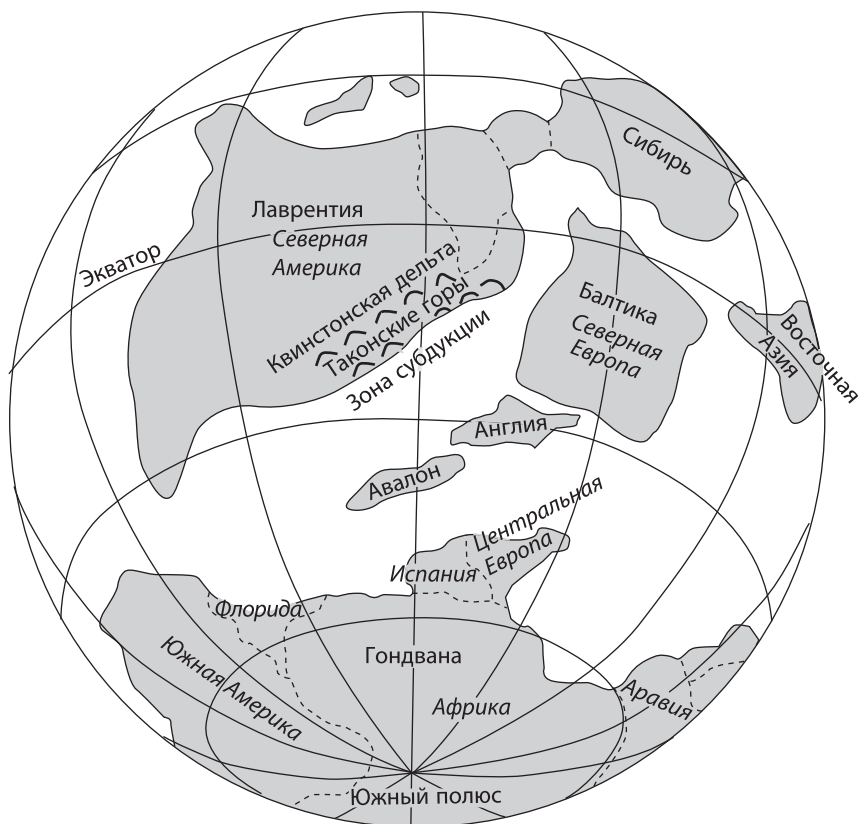 Сибирь
Лаврентия
Северная
Америка
Экватор
Квинстонская дельта
Таконские горы
Зона субдукции
Балтика
Северная
Европа
Восточная
Азия
Англия
Авалон
Центральная
Европа
Испания
Флорида
Гондвана
Южная Америка
Африка
Аравия
Южный полюс